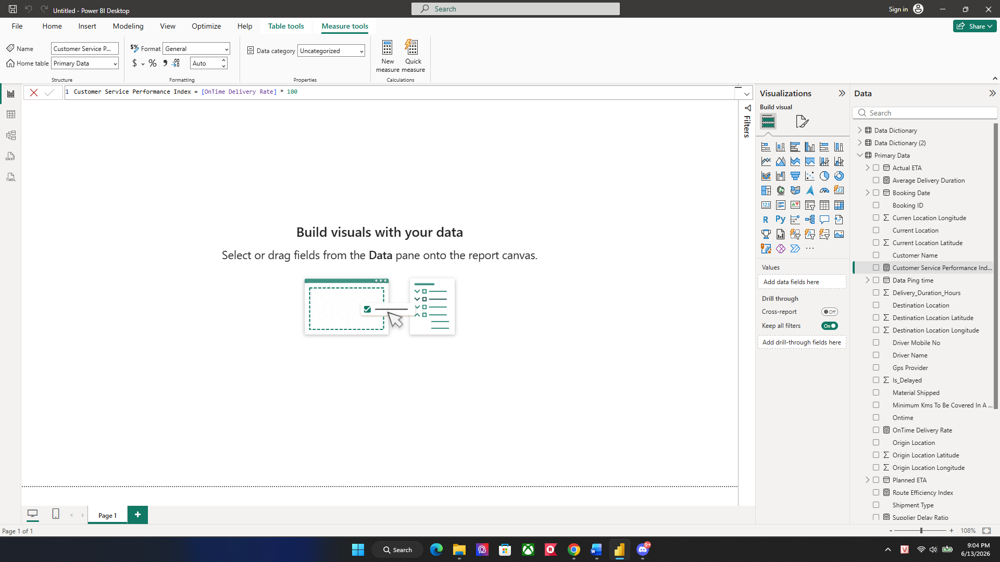 Untitled - Power BI Desktop
Search
Sign in
File
Home
Insert
Modeling
View
Optimize
Help
Table tools
Measure tools
Share
Name
Customer Service P...
Home table
Primary Data
Structure
Format
General
$
%
Auto
Formatting
Data category
Uncategorized
Properties
New measure
Quick measure
Calculations
1 Customer Service Performance Index = [OnTime Delivery Rate] * 100
Build visuals with your data
Select or drag fields from the Data pane onto the report canvas.
Filters
Visualizations
Build visual
123
123
R
Py
Values
Add data fields here
Drill through
Cross-report
Off
Keep all filters
On
Add drill-through fields here
Data
Search
Data Dictionary
Data Dictionary (2)
Primary Data
Actual ETA
Average Delivery Duration
Booking Date
Booking ID
Curren Location Longitude
Current Location
Current Location Latitude
Customer Name
Customer Service Performance Ind...
Data Ping time
Delivery_Duration_Hours
Destination Location
Destination Location Latitude
Destination Location Longitude
Driver Mobile No
Driver Name
Gps Provider
Is_Delayed
Material Shipped
Minimum Kms To Be Covered In A ...
Ontime
OnTime Delivery Rate
Origin Location
Origin Location Latitude
Origin Location Longitude
Planned ETA
Route Efficiency Index
Shipment Type
Supplier Delay Ratio
DAX
TMDL
Page 1
Page 1 of 1
108%
Search
9+
9:04 PM
6/13/2026